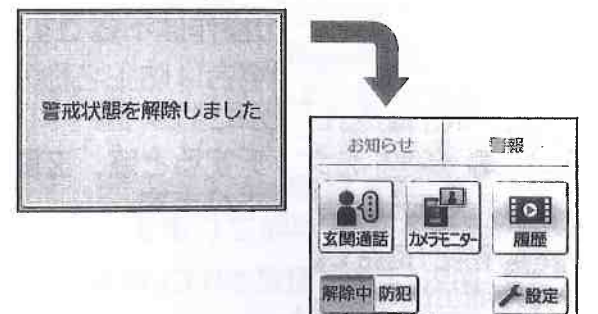 警戒状態を解除しました
お知らせ
警報
玄関通話
カメラモニター
履歴
解除中 防犯
設定